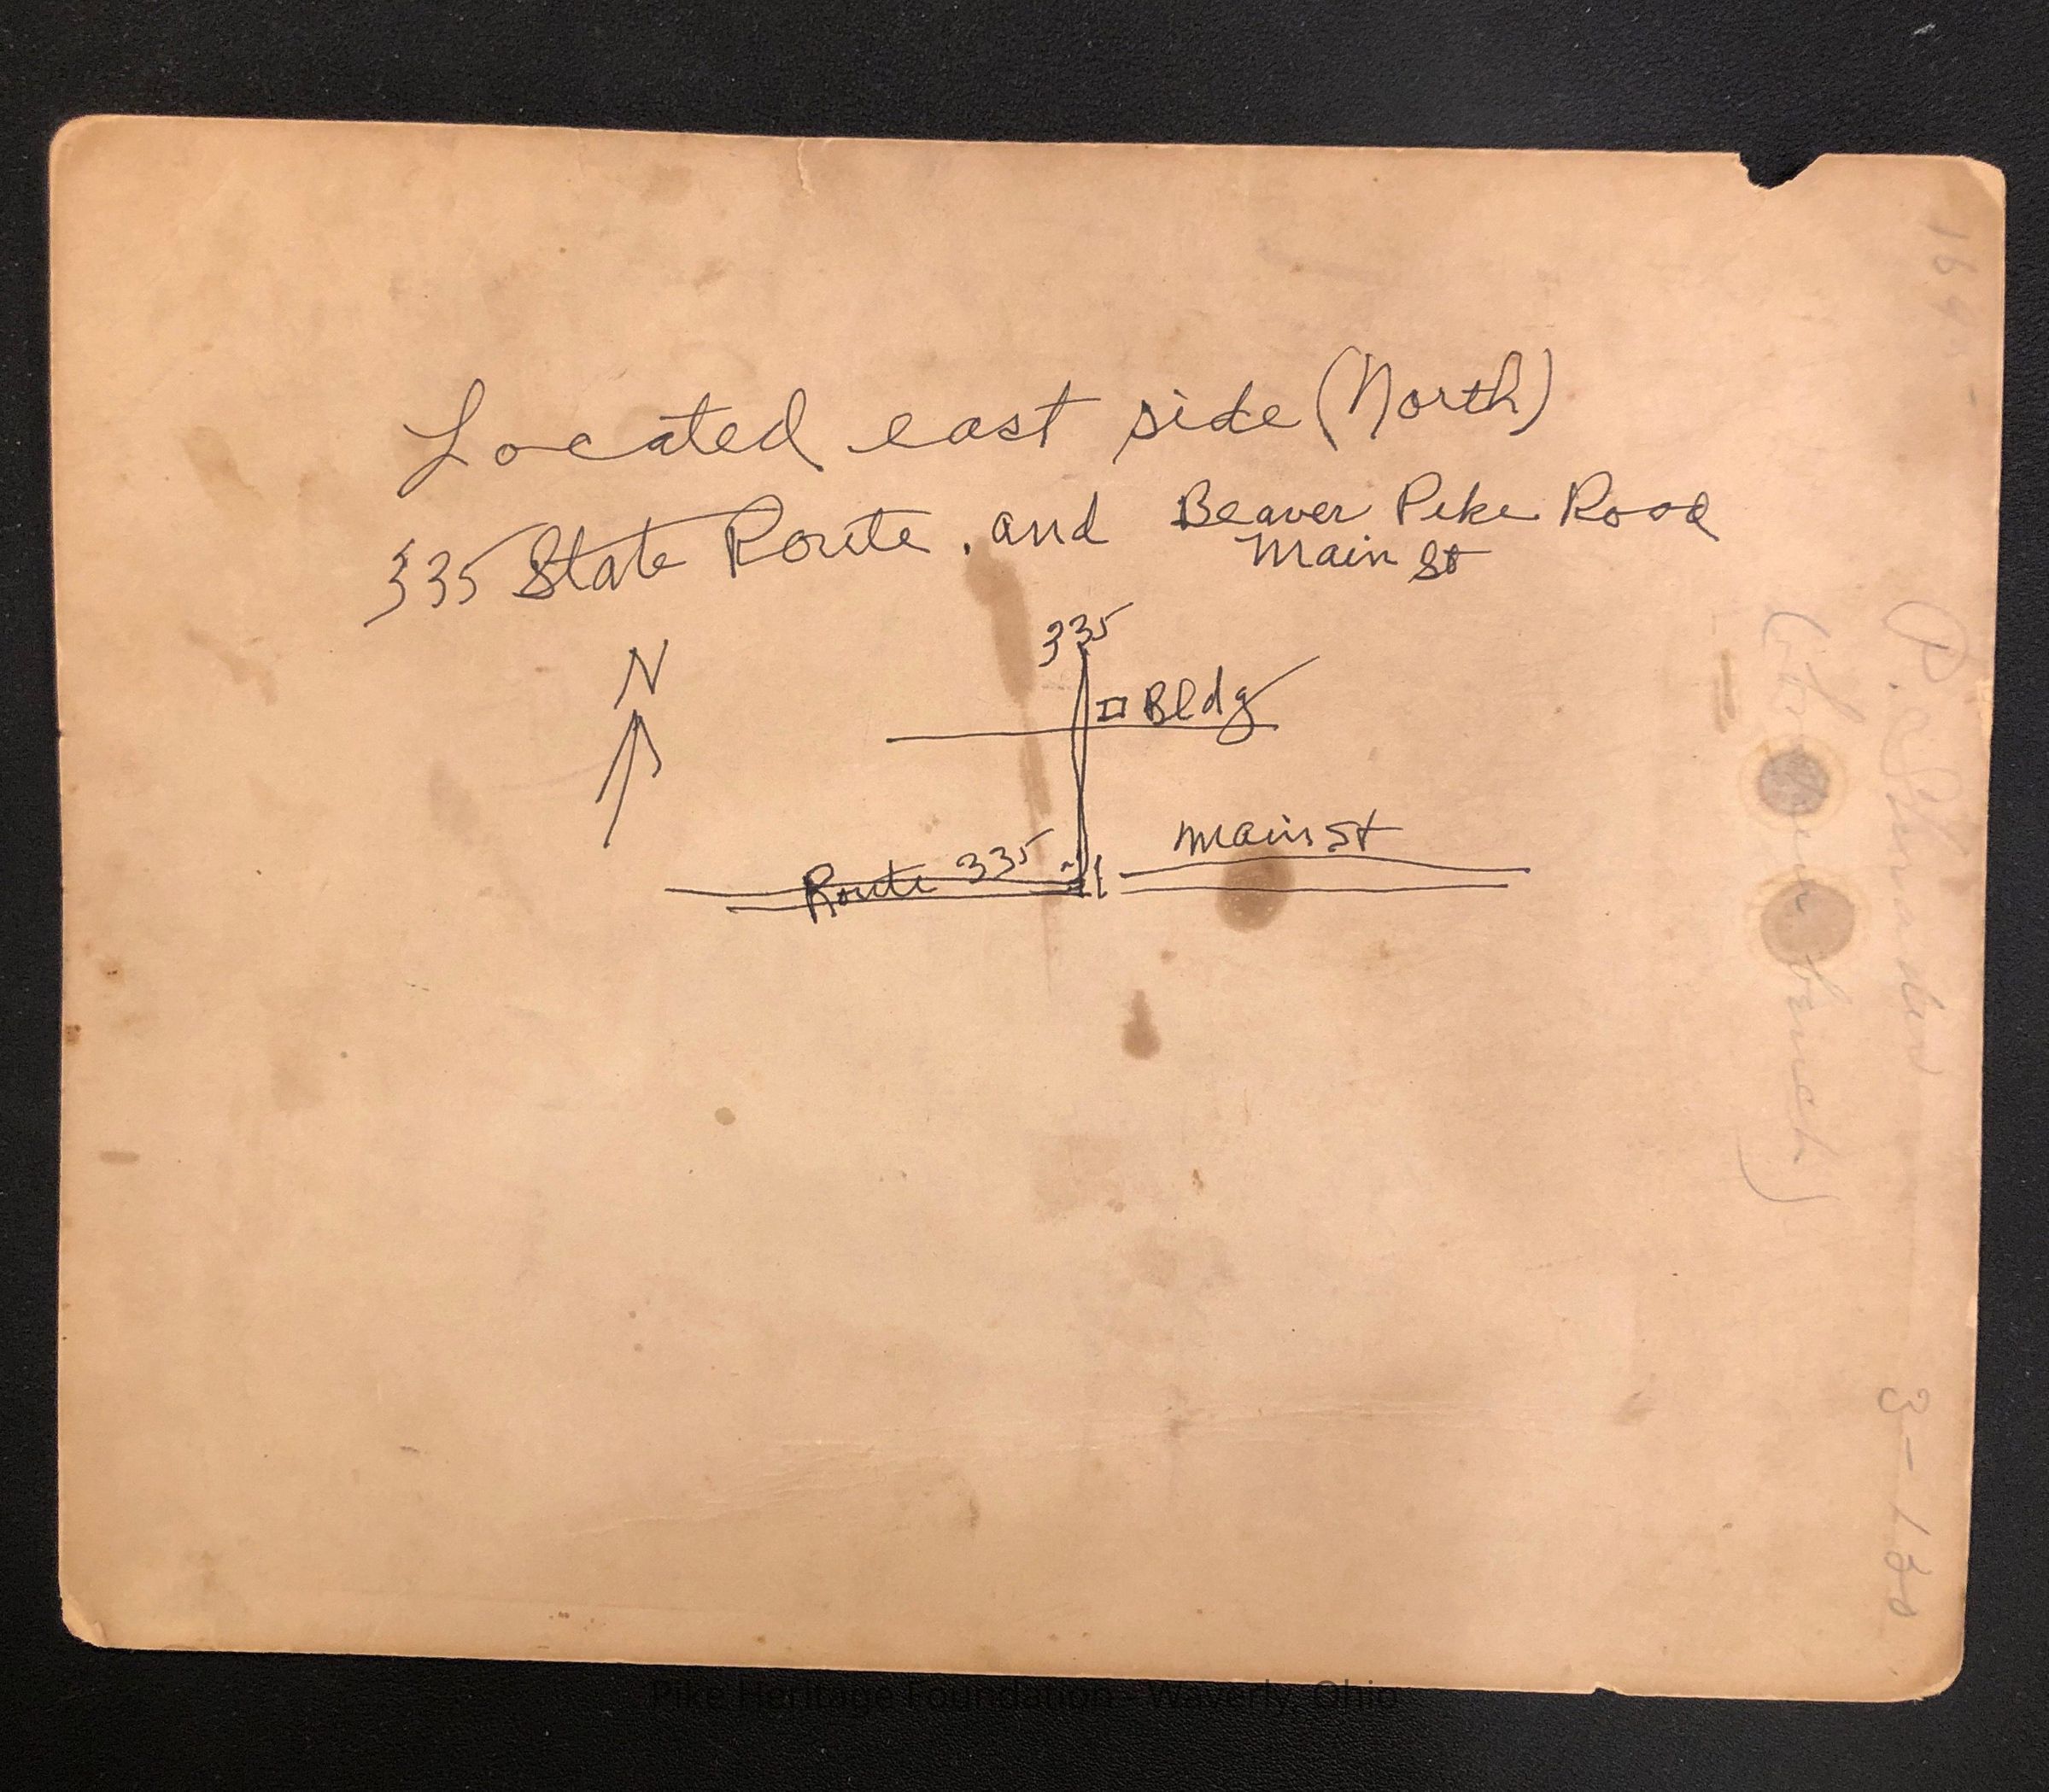 Located east side (North)
335 State Route. and Beaver Pike Road
Main St
335
N
Bldg
Main St
Route 335
3-1
Pike Heritage Foundation - Waverly, Ohio